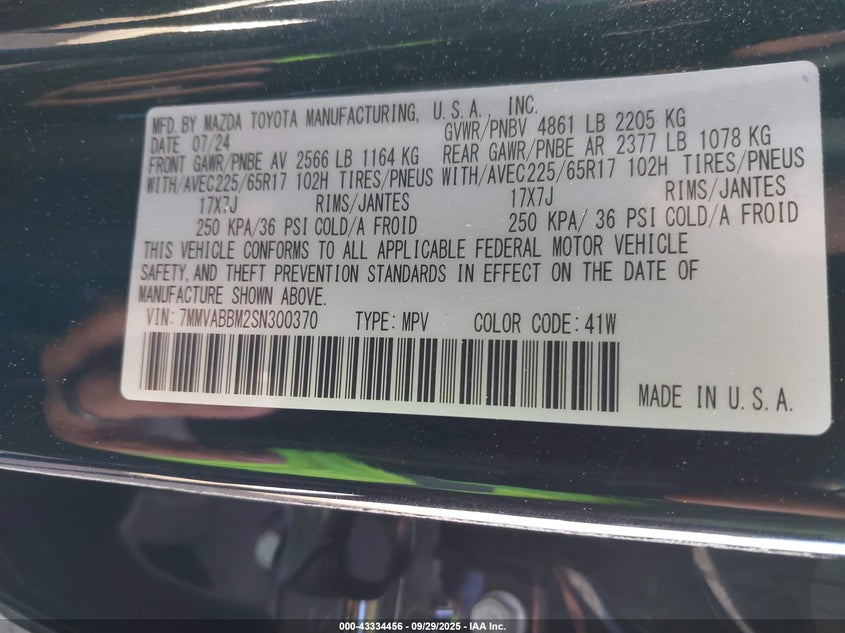 MFD. BY MAZDA TOYOTA MANUFACTURING, U.S.A., INC.
DATE 07/24 GVWR/PNBV 4861 LB 2205 KG
FRONT GAWR/PNBE AV 2566 LB 1164 KG REAR GAWR/PNBE AR 2377 LB 1078 KG
WITH/AVEC225/65R17 102H TIRES/PNEUS WITH/AVEC225/65R17 102H TIRES/PNEUS
17X7J RIMS/JANTES 17X7J RIMS/JANTES
250 KPA/36 PSI COLD/A FROID 250 KPA/ 36 PSI COLD/A FROID
THIS VEHICLE CONFORMS TO ALL APPLICABLE FEDERAL MOTOR VEHICLE
SAFETY, AND THEFT PREVENTION STANDARDS IN EFFECT ON THE DATE OF
MANUFACTURE SHOWN ABOVE.
VIN: 7MMVABBM2SN300370 TYPE: MPV COLOR CODE: 41W
MADE IN U.S.A.
000-43334456 - 09/29/2025 - IAA Inc.